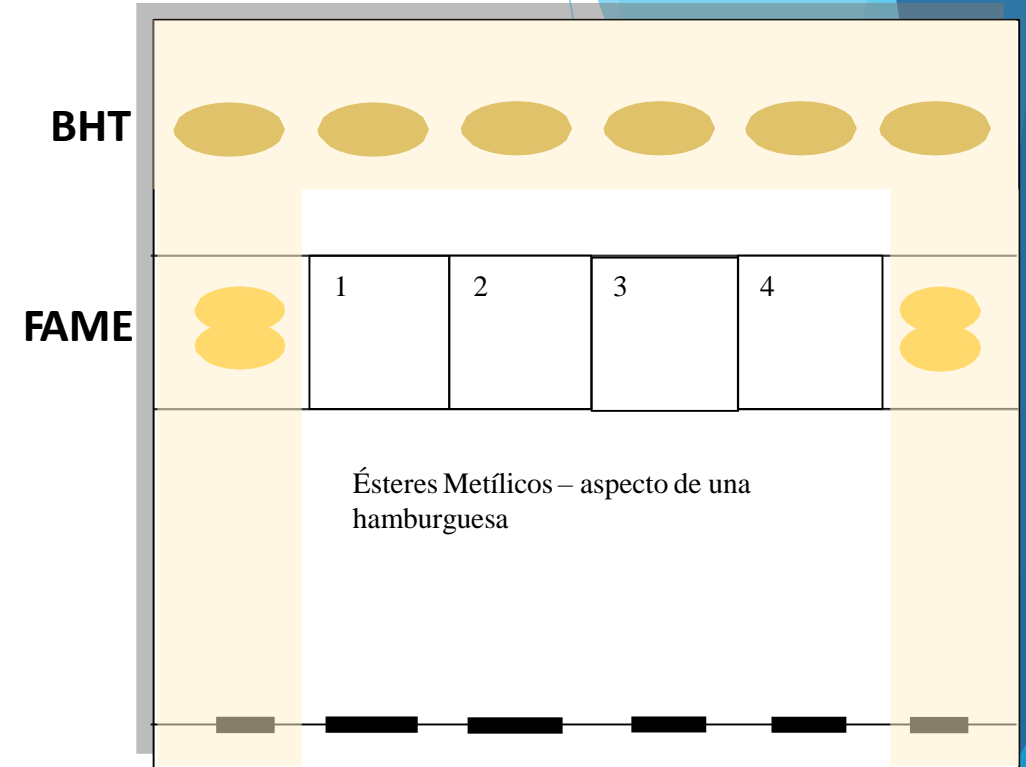 BHT
FAME
1 2 3 4
Ésteres Metílicos – aspecto de una
hamburguesa